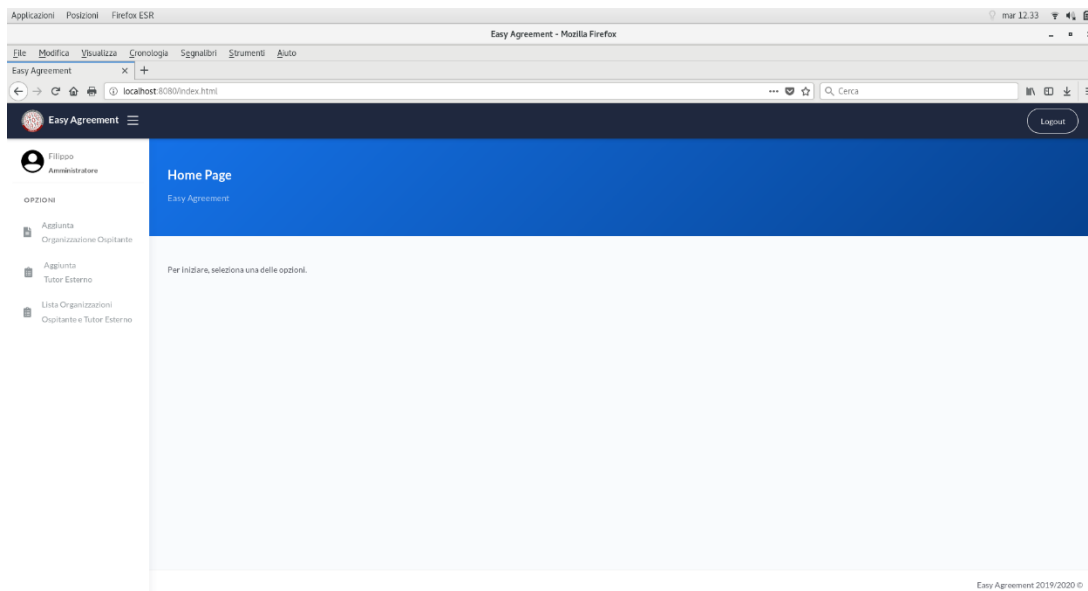 Applicazioni Posizioni Firefox ESR mar 12.33
Easy Agreement - Mozilla Firefox
File Modifica Visualizza Cronologia Segnalibri Strumenti Aiuto
Easy Agreement
localhost:8080/index.html Cerca
Easy Agreement Logout
Filippo
Amministratore
OPZIONI
Aggiunta
Organizzazione Ospitante
Aggiunta
Tutor Esterno
Lista Organizzazioni
Ospitante e Tutor Esterno
Home Page
Easy Agreement
Per iniziare, seleziona una delle opzioni.
Easy Agreement 2019/2020 ©